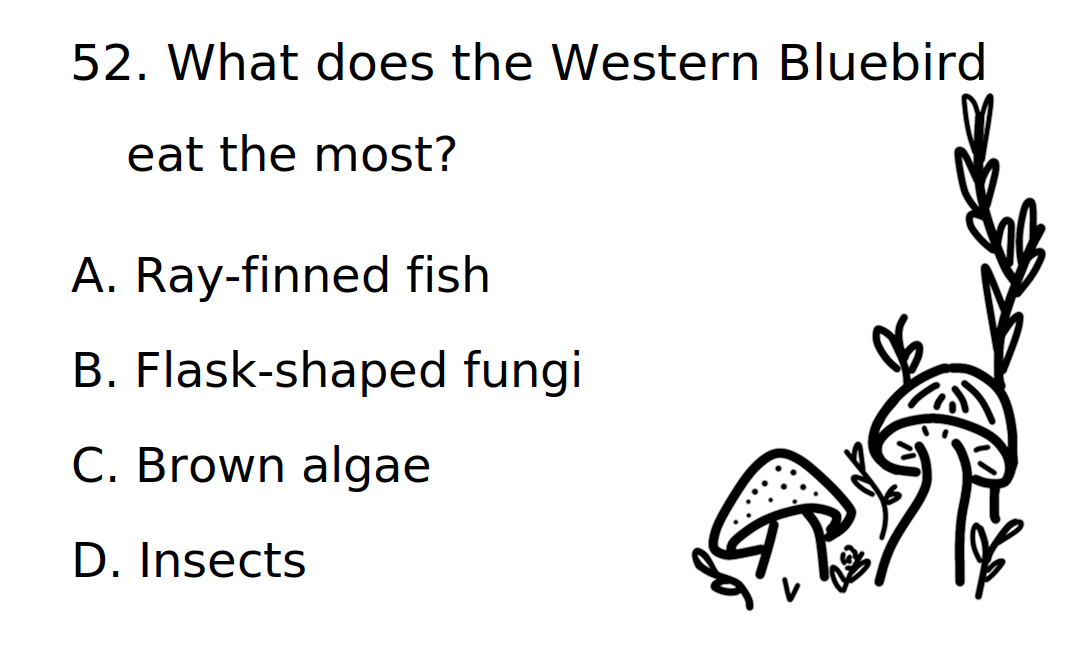 52. What does the Western Bluebird
eat the most?
A. Ray-finned fish
B. Flask-shaped fungi
C. Brown algae
D. Insects